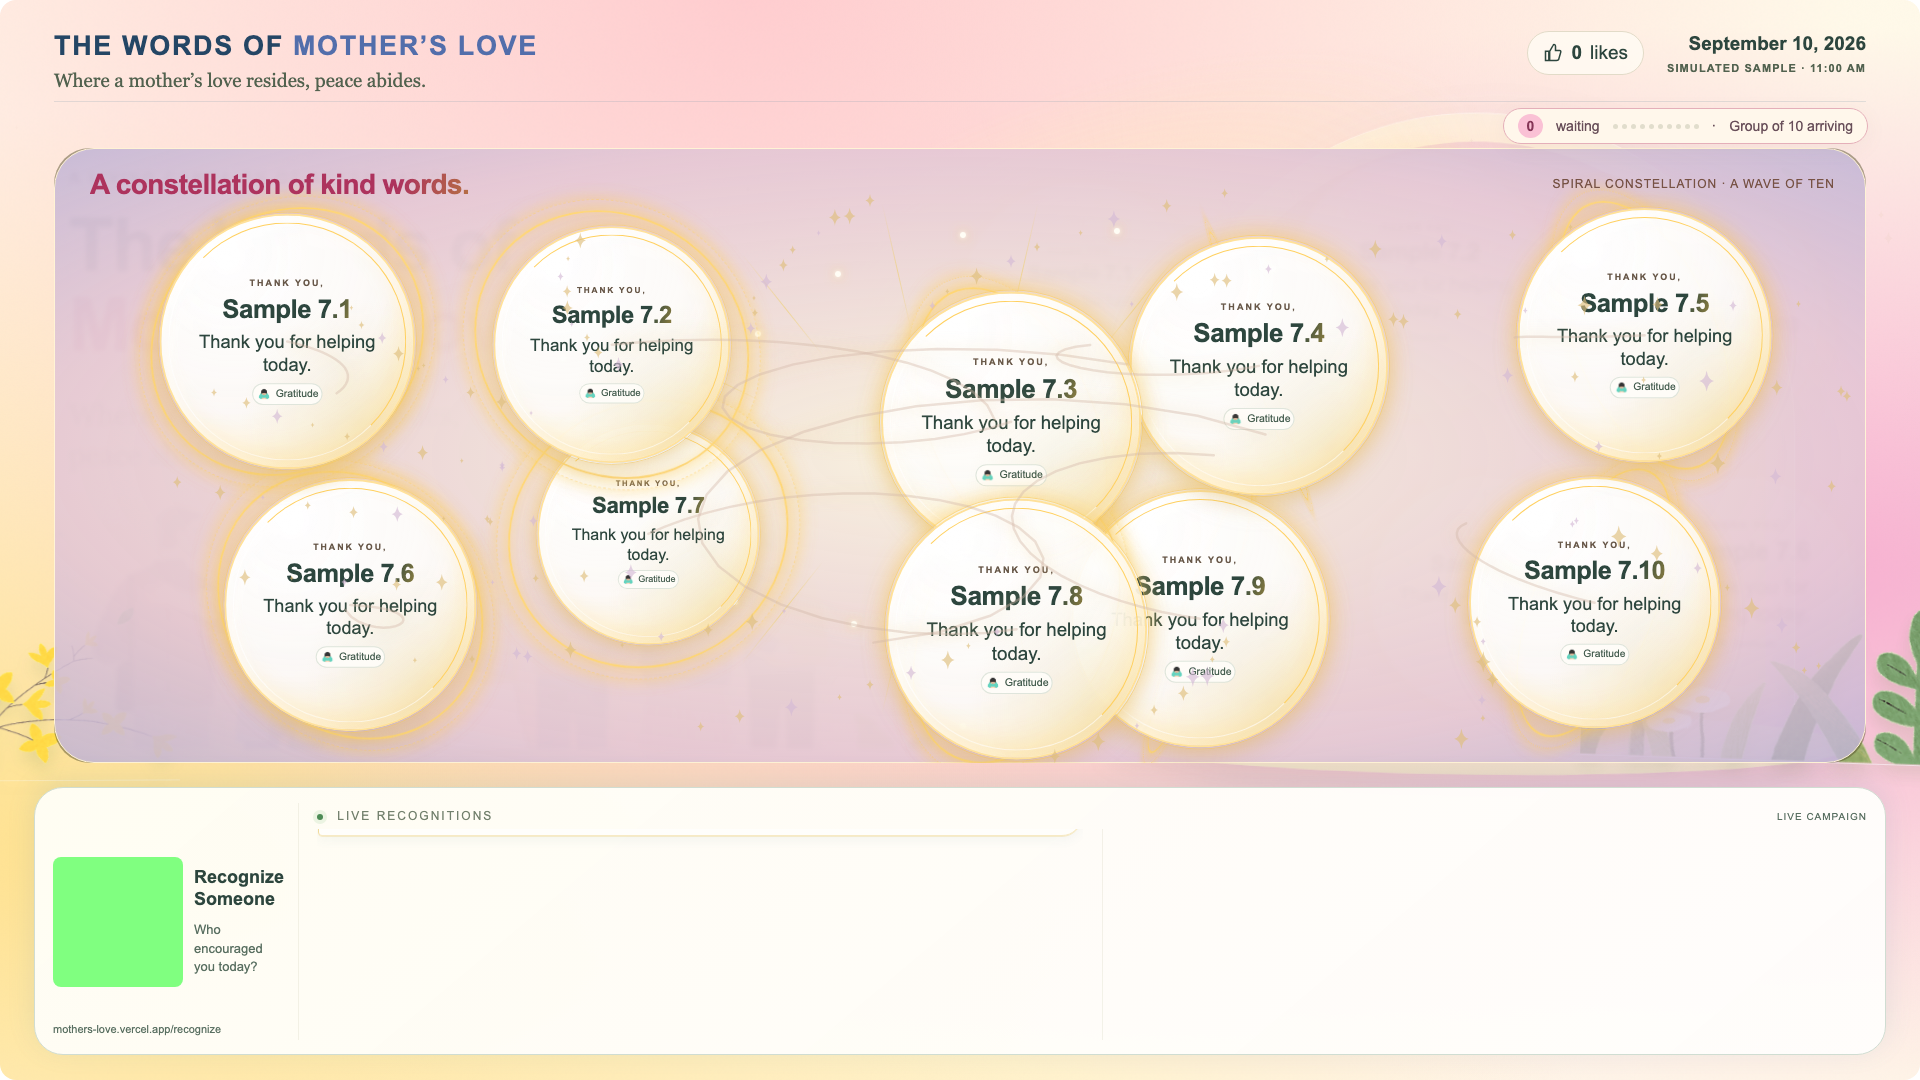 THE WORDS OF MOTHER’S LOVE
Where a mother’s love resides, peace abides.
0 likes
September 10, 2026
SIMULATED SAMPLE · 11:00 AM
0 waiting · Group of 10 arriving
A constellation of kind words.
SPIRAL CONSTELLATION · A WAVE OF TEN
THANK YOU,
Sample 7.1
Thank you for helping
today.
Gratitude
THANK YOU,
Sample 7.2
Thank you for helping
today.
Gratitude
THANK YOU,
Sample 7.3
Thank you for helping
today.
Gratitude
THANK YOU,
Sample 7.4
Thank you for helping
today.
Gratitude
THANK YOU,
Sample 7.5
Thank you for helping
today.
Gratitude
THANK YOU,
Sample 7.6
Thank you for helping
today.
Gratitude
THANK YOU,
Sample 7.7
Thank you for helping
today.
Gratitude
THANK YOU,
Sample 7.8
Thank you for helping
today.
Gratitude
THANK YOU,
Sample 7.9
Thank you for helping
today.
Gratitude
THANK YOU,
Sample 7.10
Thank you for helping
today.
Gratitude
LIVE RECOGNITIONS
LIVE CAMPAIGN
Recognize
Someone
Who
encouraged
you today?
mothers-love.vercel.app/recognize